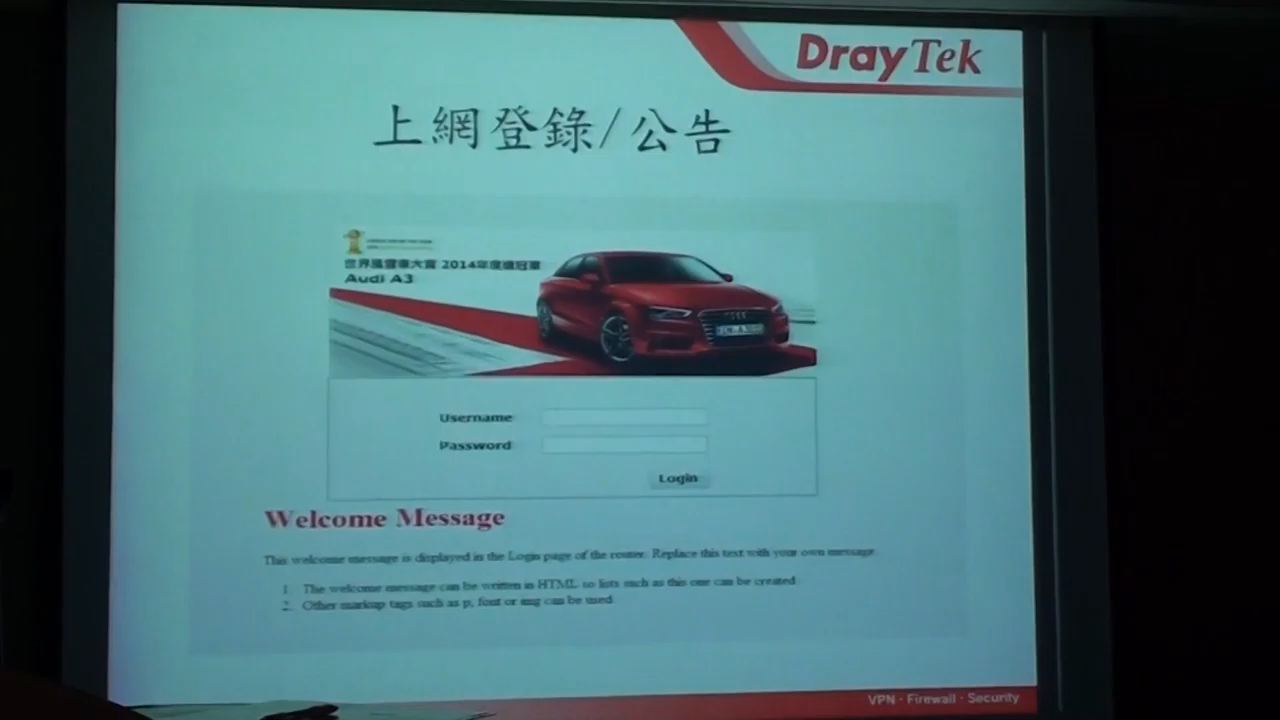 DrayTek
上網登錄/公告
世界風雲車大賞 2014年度總冠軍
Audi A3
Username
Password
Login
Welcome Message
This welcome message is displayed in the Login page of the router. Replace this text with your own message.
1. The welcome message can be written in HTML so lists such as this one can be created.
2. Other markup tags such as p, font or img can be used.
VPN · Firewall · Security